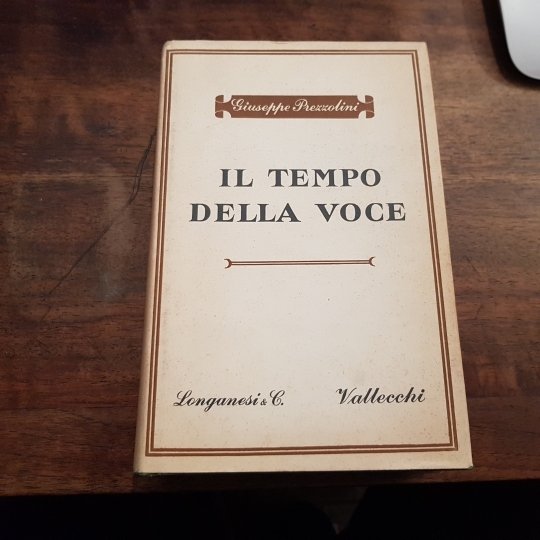 Giuseppe Prezzolini
IL TEMPO
DELLA VOCE
Longanesi & C. Vallecchi